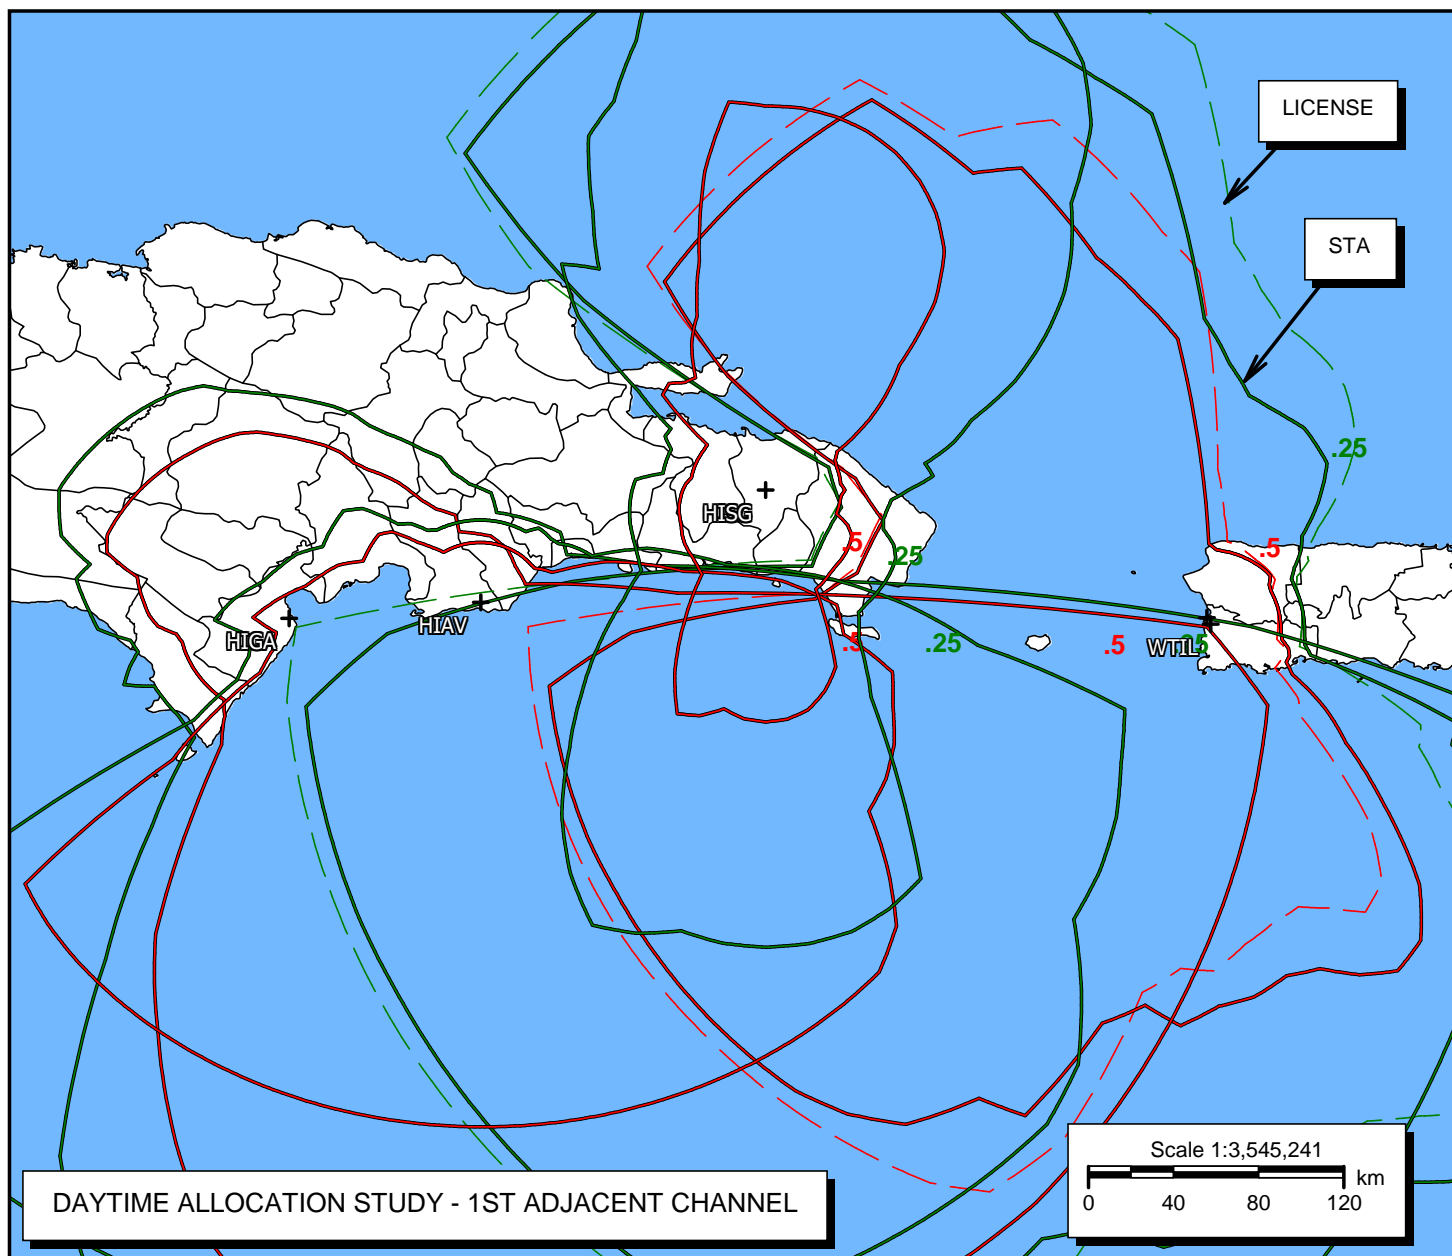 LICENSE
STA
.25
HISG
.5
.25
.5
HIAV
HIGA
.5
.25
.5
WTIL
.25
Scale 1:3,545,241
km
0 40 80 120
DAYTIME ALLOCATION STUDY - 1ST ADJACENT CHANNEL